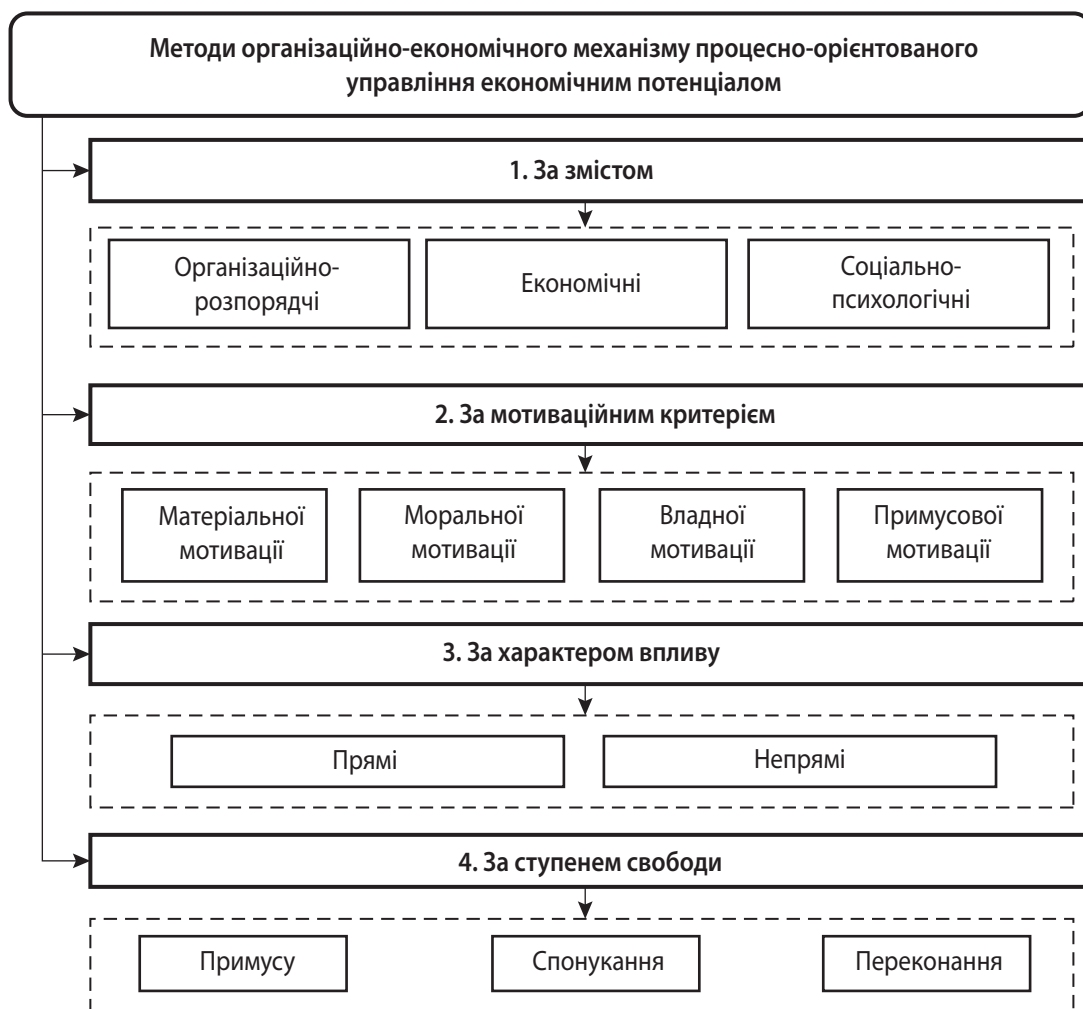 Методи організаційно-економічного механізму процесно-орієнтованого
управління економічним потенціалом
1. За змістом
Організаційно-
розпорядчі
Економічні
Соціально-
психологічні
2. За мотиваційним критерієм
Матеріальної
мотивації
Моральної
мотивації
Владної
мотивації
Примусової
мотивації
3. За характером впливу
Прямі
Непрямі
4. За ступенем свободи
Примусу
Спонукання
Переконання